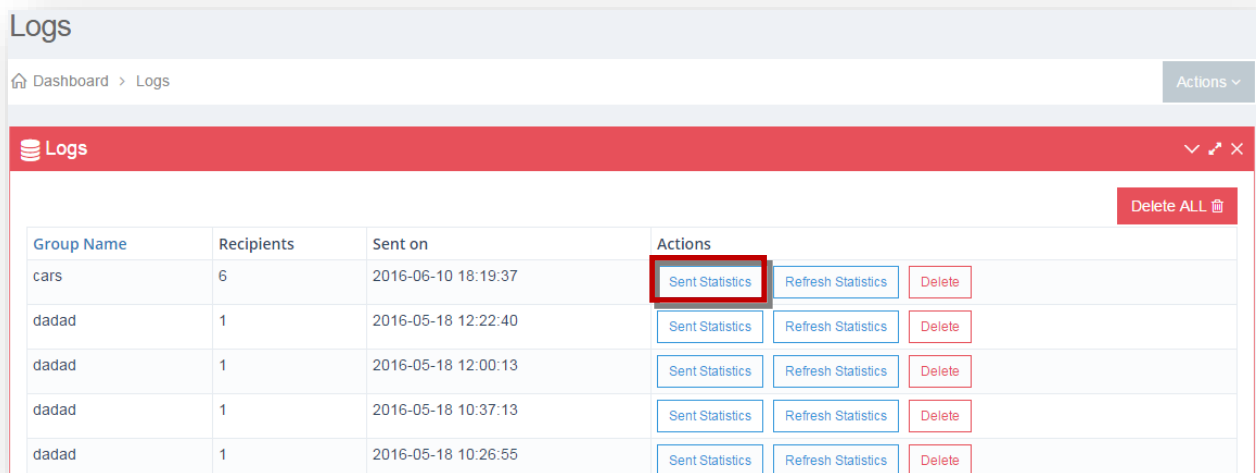 Logs
Dashboard > Logs Actions
Logs
Delete ALL
Group Name Recipients Sent on Actions
cars 6 2016-06-10 18:19:37 Sent Statistics Refresh Statistics Delete
dadad 1 2016-05-18 12:22:40 Sent Statistics Refresh Statistics Delete
dadad 1 2016-05-18 12:00:13 Sent Statistics Refresh Statistics Delete
dadad 1 2016-05-18 10:37:13 Sent Statistics Refresh Statistics Delete
dadad 1 2016-05-18 10:26:55 Sent Statistics Refresh Statistics Delete